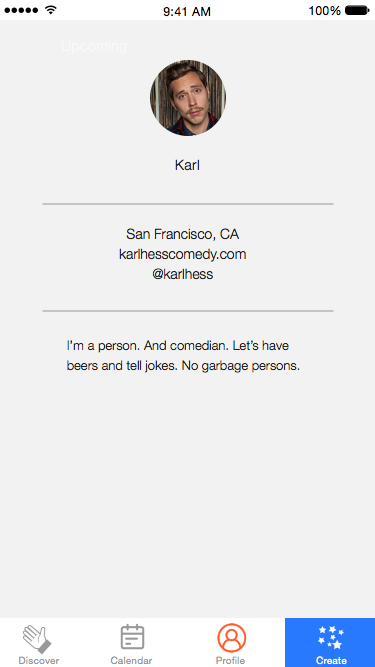 9:41 AM
100%
Upcoming
Karl
San Francisco, CA
karlhesscomedy.com
@karlhess
I'm a person. And comedian. Let's have
beers and tell jokes. No garbage persons.
Discover
Calendar
Profile
Create